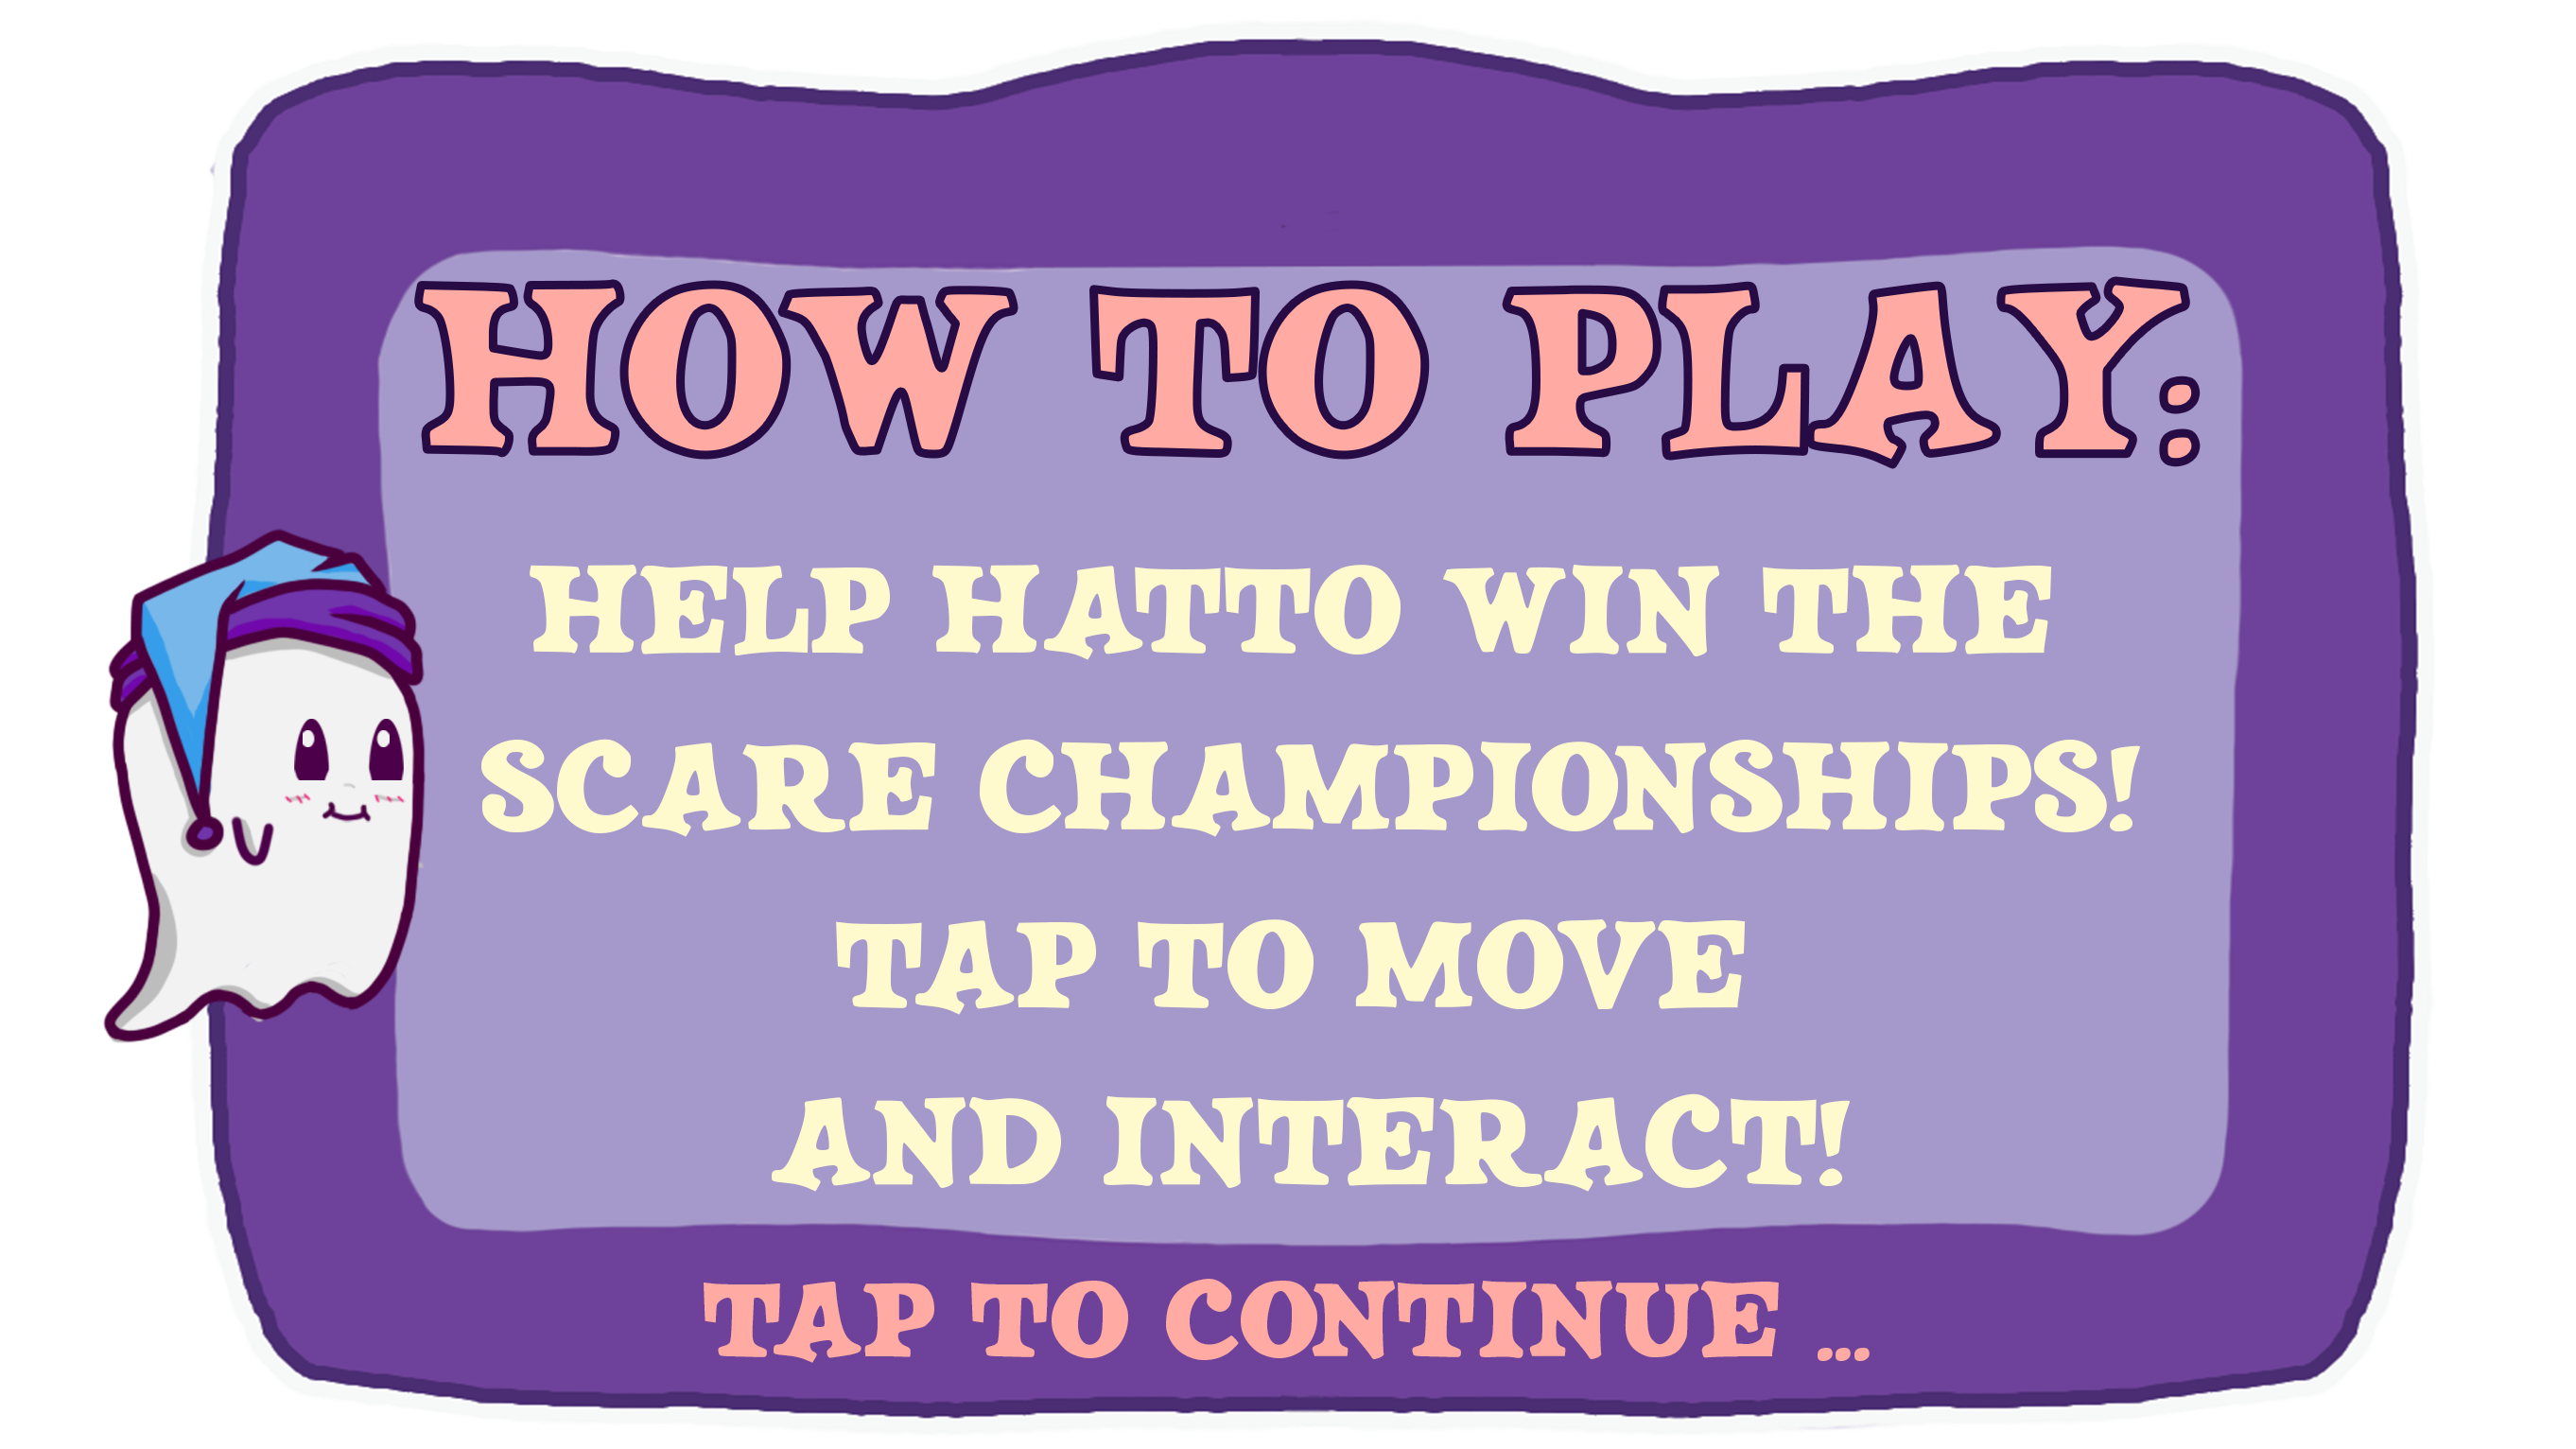 HOW TO PLAY:
HELP HATTO WIN THE
SCARE CHAMPIONSHIPS!
TAP TO MOVE
AND INTERACT!
TAP TO CONTINUE ...